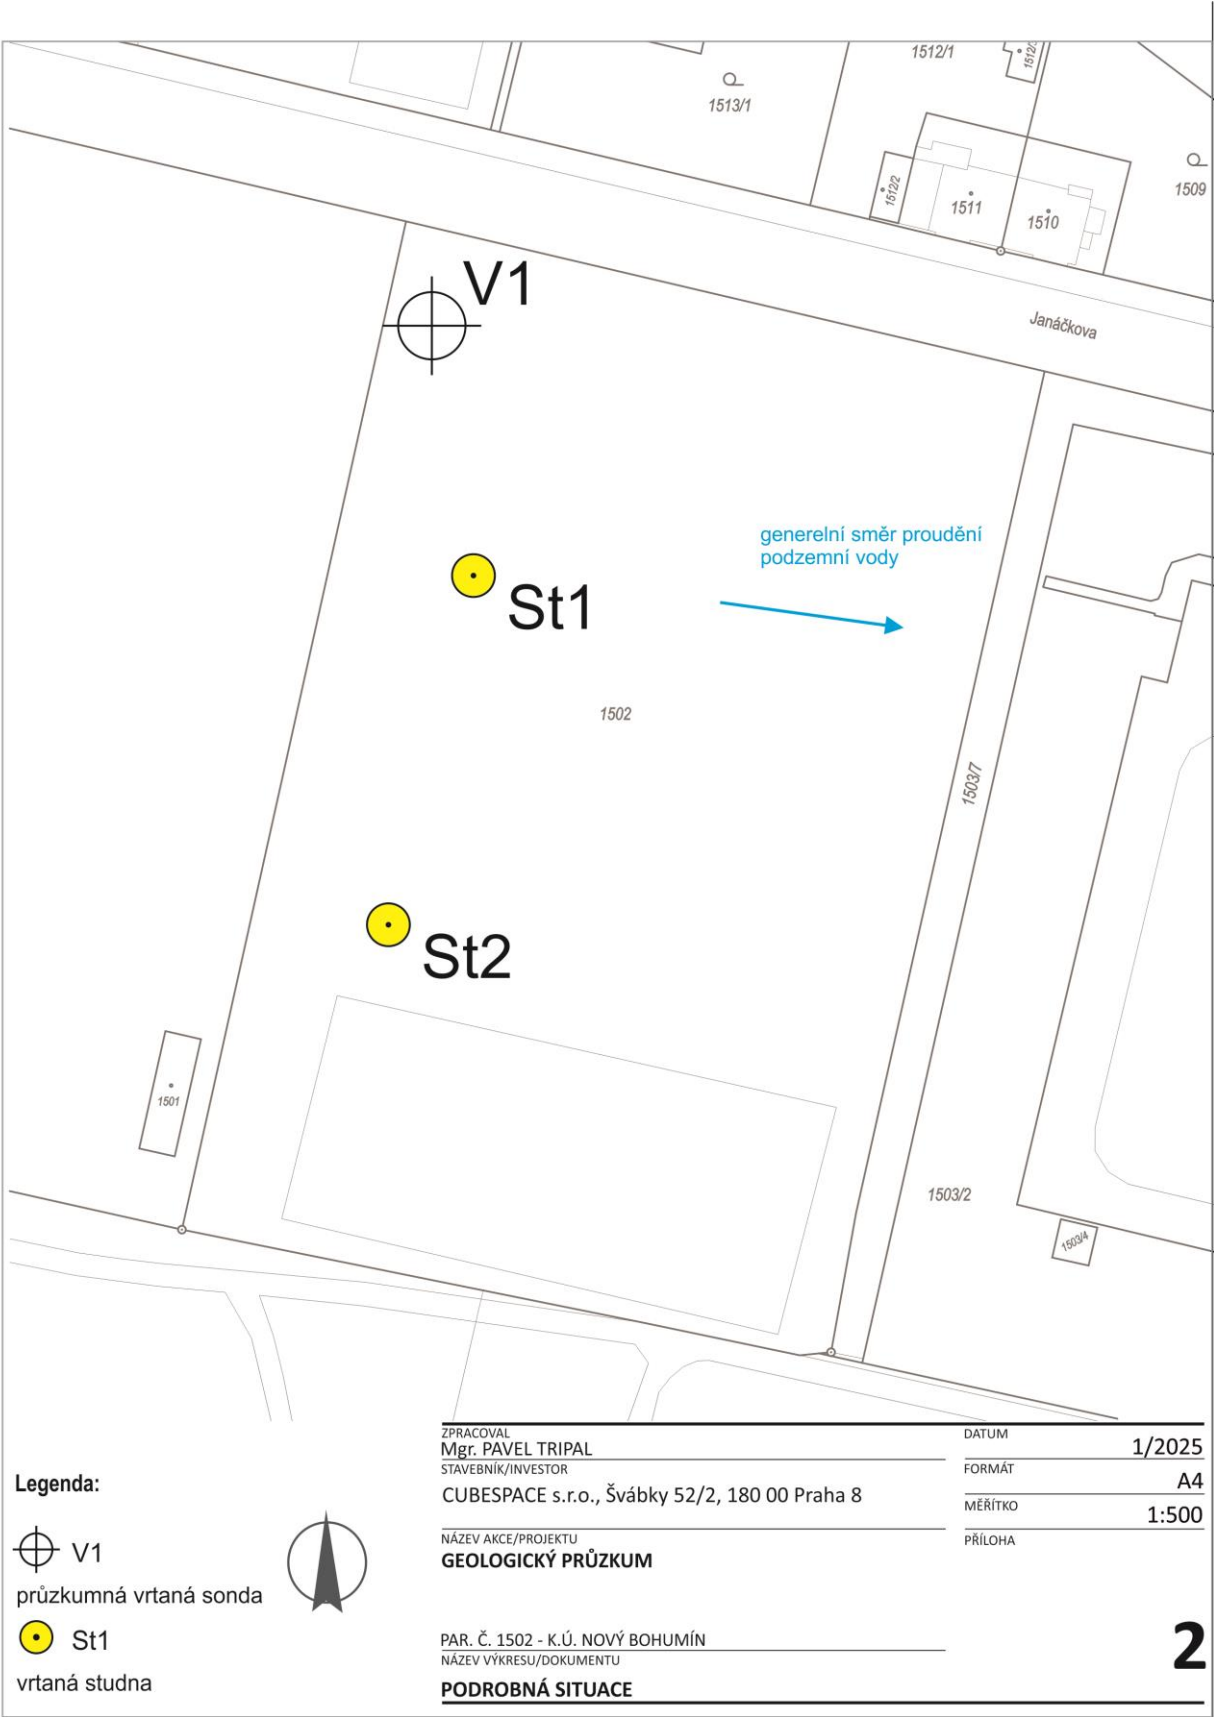 1512/1
1512/3
1513/1
1509
1512/2
1511
1510
V1
Janáčkova
generelní směr proudění
podzemní vody
St1
1502
1503/7
St2
1501
1503/2
1503/4
ZPRACOVAL
Mgr. PAVEL TRIPAL
STAVEBNÍK/INVESTOR
CUBESPACE s.r.o., Švábky 52/2, 180 00 Praha 8
NÁZEV AKCE/PROJEKTU
GEOLOGICKÝ PRŮZKUM
PAR. Č. 1502 - K.Ú. NOVÝ BOHUMÍN
NÁZEV VÝKRESU/DOKUMENTU
PODROBNÁ SITUACE
DATUM
1/2025
FORMÁT
A4
MĚŘÍTKO
1:500
PŘÍLOHA
2
Legenda:
V1
průzkumná vrtaná sonda
St1
vrtaná studna